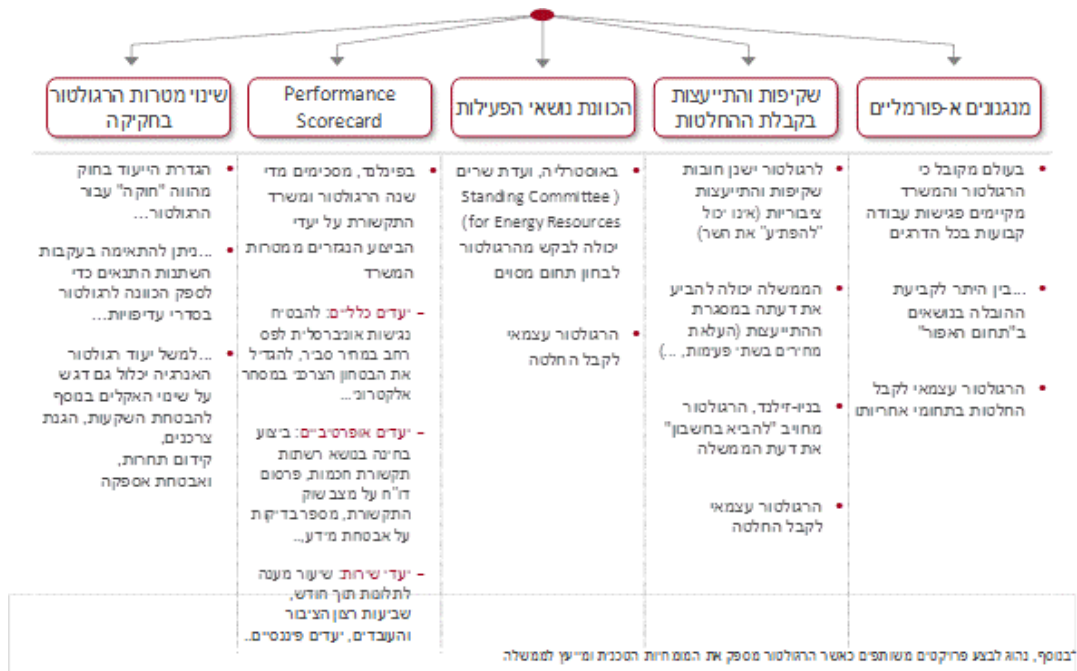 מנגנונים א-פורמליים
שקיפות והתייעצות
בקבלת ההחלטות
הכוונת נושאי הפעילות
Performance
Scorecard
שינוי מטרות הרגולטור
בחקיקה
בעולם מקובל כי
הרגולטור והמשרד
מקיימים פגישות עבודה
קבועות בכל הדרגים
...בין היתר לקביעת
ההובלה בנושאים
ב"תחום האפור"
הרגולטור עצמאי לקבל
החלטות בתחומי אחריותו
לרגולטור ישנן חובות
שקיפות והתייעצות
ציבוריות (אינו יכול
"להפתיע" את השר)
הממשלה יכולה להביע
את דעתה במסגרת
ההתייעצות (העלאת
מחירים בשתי פעימות, ...)
בניו-זילנד, הרגולטור
מחויב "להביא בחשבון"
את דעת הממשלה
הרגולטור עצמאי
לקבל החלטה
באוסטרליה, ועדת שרים
(Standing Committee
for Energy Resources)
יכולה לבקש מהרגולטור
לבחון תחום מסוים
הרגולטור עצמאי
לקבל החלטה
בפינלנד, מסכימים מדי
שנה הרגולטור ומשרד
התקשורת על יעדי
הביצוע הנגזרים ממטרות
המשרד
– יעדים כלליים: להבטיח
נגישות אוניברסלית לפס
רחב במחיר סביר, להגדיל
את הבטחון הצרכני במסחר
אלקטרוני...
– יעדים אופרטיביים: ביצוע
בחינה בנושא רשתות
תקשורת חכמות, פרסום
דו"ח על מצב שוק
התקשורת, מספר בדיקות
על אבטחת מידע...
– יעדי שירות: שיעור מענה
לתלונות תוך חודש,
שביעות רצון הציבור
והעובדים, יעדים פיננסיים..
הגדרת הייעוד בחוק
מהווה "חוקה" עבור
הרגולטור...
...ניתן להתאימה בעקבות
השתנות התנאים כדי
לספק הכוונה לרגולטור
בסדרי עדיפויות...
...למשל יעוד רגולטור
האנרגיה יכלול גם דגש
על שינוי האקלים בנוסף
להבטחת השקעות, הגנת
צרכנים,
קידום תחרות,
ואבטחת אספקה
*בנוסף, נהוג לבצע פרויקטים משותפים כאשר הרגולטור מספק את המומחיות הטכנית ומייעץ לממשלה